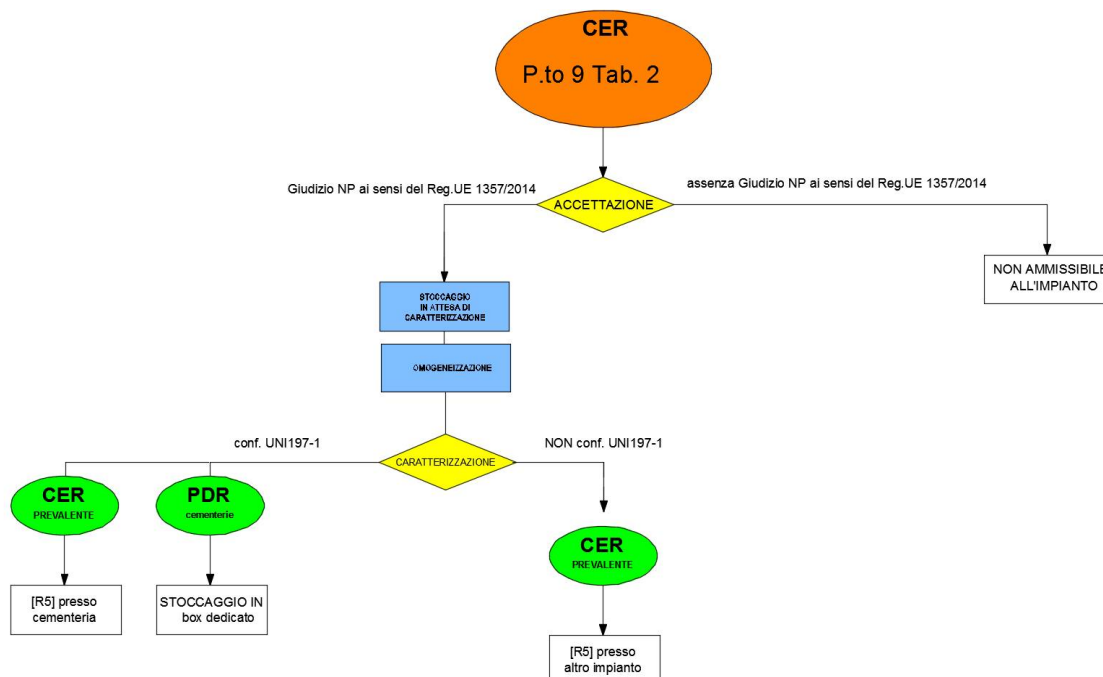 CER
P.to 9 Tab. 2
Giudizio NP ai sensi del Reg.UE 1357/2014
assenza Giudizio NP ai sensi del Reg.UE 1357/2014
ACCETTAZIONE
NON AMMISSIBILE
ALL'IMPIANTO
STOCCAGGIO
IN ATTESA DI
CARATTERIZZAZIONE
OMOGENEIZZAZIONE
conf. UNI197-1
NON conf. UNI197-1
CARATTERIZZAZIONE
CER
PREVALENTE
PDR
cementerie
CER
PREVALENTE
[R5] presso
cementeria
STOCCAGGIO IN
box dedicato
[R5] presso
altro impianto